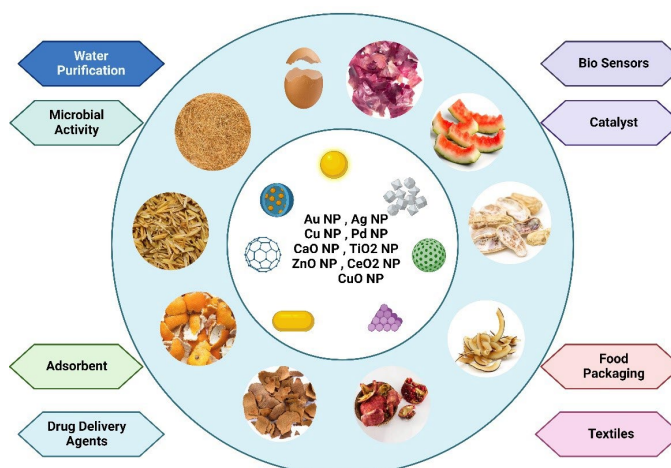 Water
Purification
Microbial
Activity
Bio Sensors
Catalyst
Au NP , Ag NP
Cu NP , Pd NP
CaO NP , TiO2 NP
ZnO NP , CeO2 NP
CuO NP
Adsorbent
Drug Delivery
Agents
Food
Packaging
Textiles